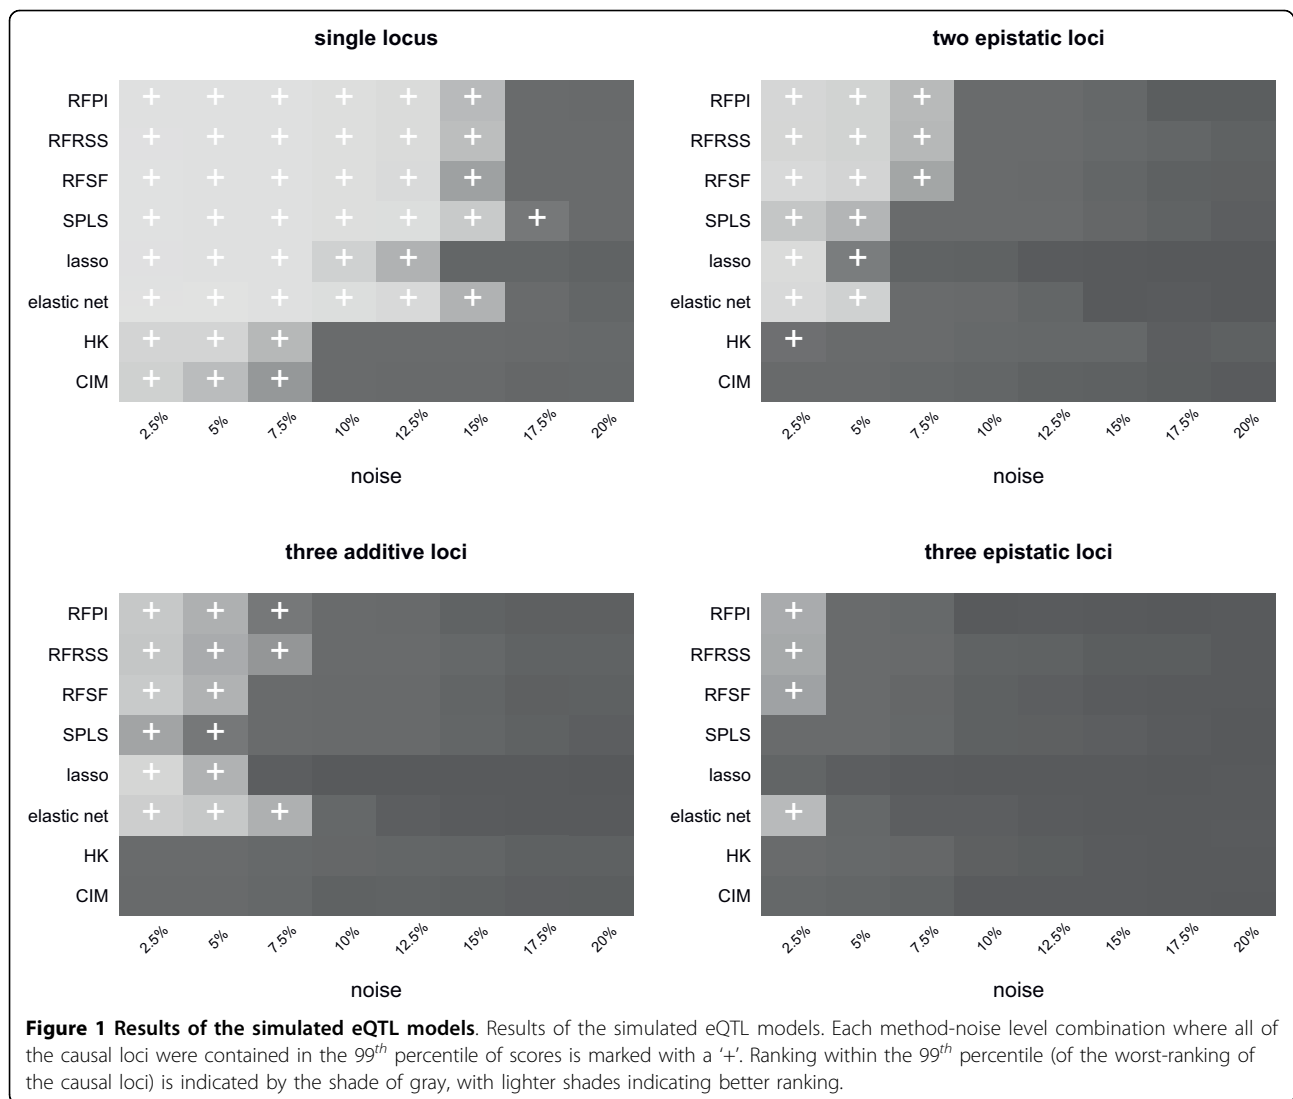 single locus
RFPI + + + + + +
RFRSS + + + + + +
RFSF + + + + + +
SPLS + + + + + + +
lasso + + + + +
elastic net + + + + + +
HK + + +
CIM + + +
2.5% 5% 7.5% 10% 12.5% 15% 17.5% 20%
noise
two epistatic loci
RFPI + + +
RFRSS + + +
RFSF + + +
SPLS + +
lasso + +
elastic net + +
HK +
CIM
2.5% 5% 7.5% 10% 12.5% 15% 17.5% 20%
noise
three additive loci
RFPI + + +
RFRSS + + +
RFSF + +
SPLS + +
lasso + +
elastic net + + +
HK
CIM
2.5% 5% 7.5% 10% 12.5% 15% 17.5% 20%
noise
three epistatic loci
RFPI +
RFRSS +
RFSF +
SPLS
lasso
elastic net +
HK
CIM
2.5% 5% 7.5% 10% 12.5% 15% 17.5% 20%
noise
Figure 1 Results of the simulated eQTL models. Results of the simulated eQTL models. Each method-noise level combination where all of
the causal loci were contained in the 99th percentile of scores is marked with a '+'. Ranking within the 99th percentile (of the worst-ranking of
the causal loci) is indicated by the shade of gray, with lighter shades indicating better ranking.